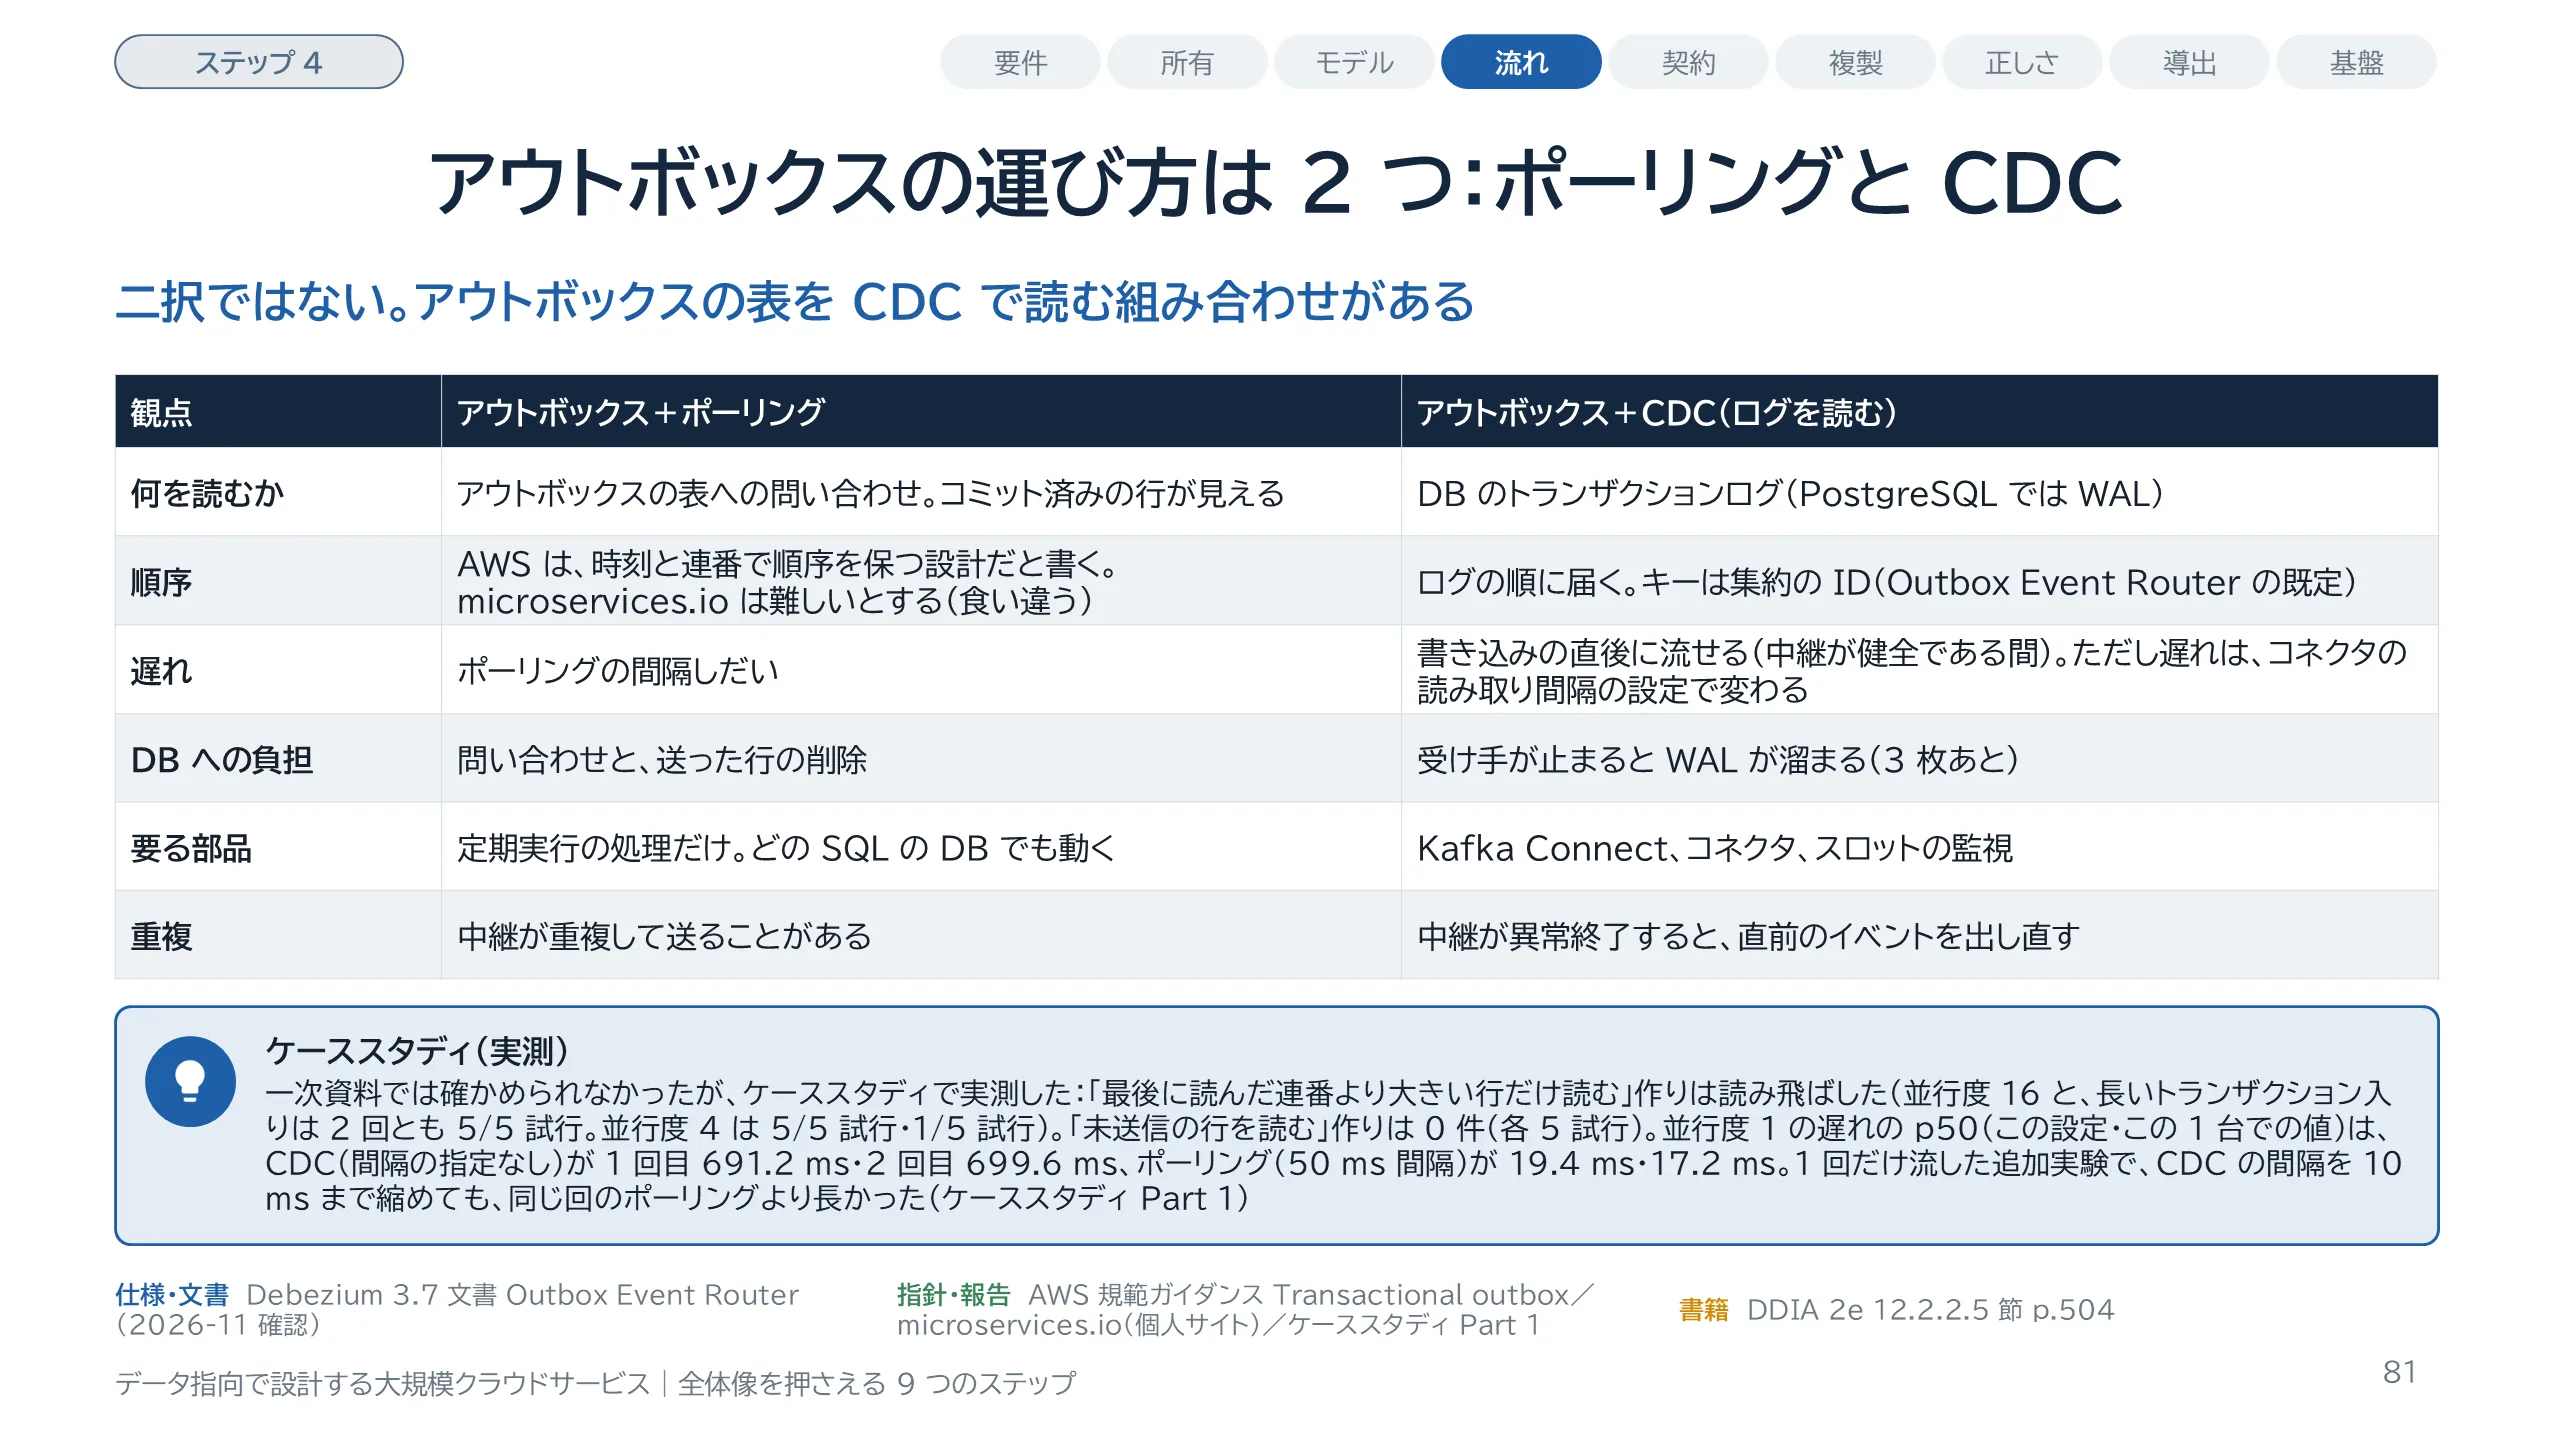 ステップ 4
要件
所有
モデル
流れ
契約
複製
正しさ
導出
基盤
アウトボックスの運び方は 2 つ：ポーリングと CDC
二択ではない。アウトボックスの表を CDC で読む組み合わせがある
観点
アウトボックス＋ポーリング
アウトボックス＋CDC（ログを読む）
何を読むか
アウトボックスの表への問い合わせ。コミット済みの行が見える
DB のトランザクションログ（PostgreSQL では WAL）
順序
AWS は、時刻と連番で順序を保つ設計だと書く。
microservices.io は難しいとする（食い違う）
ログの順に届く。キーは集約の ID（Outbox Event Router の既定）
遅れ
ポーリングの間隔しだい
書き込みの直後に流せる（中継が健全である間）。ただし遅れは、コネクタの
読み取り間隔の設定で変わる
DB への負担
問い合わせと、送った行の削除
受け手が止まると WAL が溜まる（3 枚あと）
要る部品
定期実行の処理だけ。どの SQL の DB でも動く
Kafka Connect、コネクタ、スロットの監視
重複
中継が重複して送ることがある
中継が異常終了すると、直前のイベントを出し直す
ケーススタディ（実測）
一次資料では確かめられなかったが、ケーススタディで実測した：「最後に読んだ連番より大きい行だけ読む」作りは読み飛ばした（並行度 16 と、長いトランザクション入
りは 2 回とも 5/5 試行。並行度 4 は 5/5 試行・1/5 試行）。「未送信の行を読む」作りは 0 件（各 5 試行）。並行度 1 の遅れの p50（この設定・この 1 台での値）は、
CDC（間隔の指定なし）が 1 回目 691.2 ms・2 回目 699.6 ms、ポーリング（50 ms 間隔）が 19.4 ms・17.2 ms。1 回だけ流した追加実験で、CDC の間隔を 10
ms まで縮めても、同じ回のポーリングより長かった（ケーススタディ Part 1）
仕様・文書 Debezium 3.7 文書 Outbox Event Router
（2026-11 確認）
指針・報告 AWS 規範ガイダンス Transactional outbox／
microservices.io（個人サイト）／ケーススタディ Part 1
書籍 DDIA 2e 12.2.2.5 節 p.504
データ指向で設計する大規模クラウドサービス｜全体像を押さえる 9 つのステップ
81